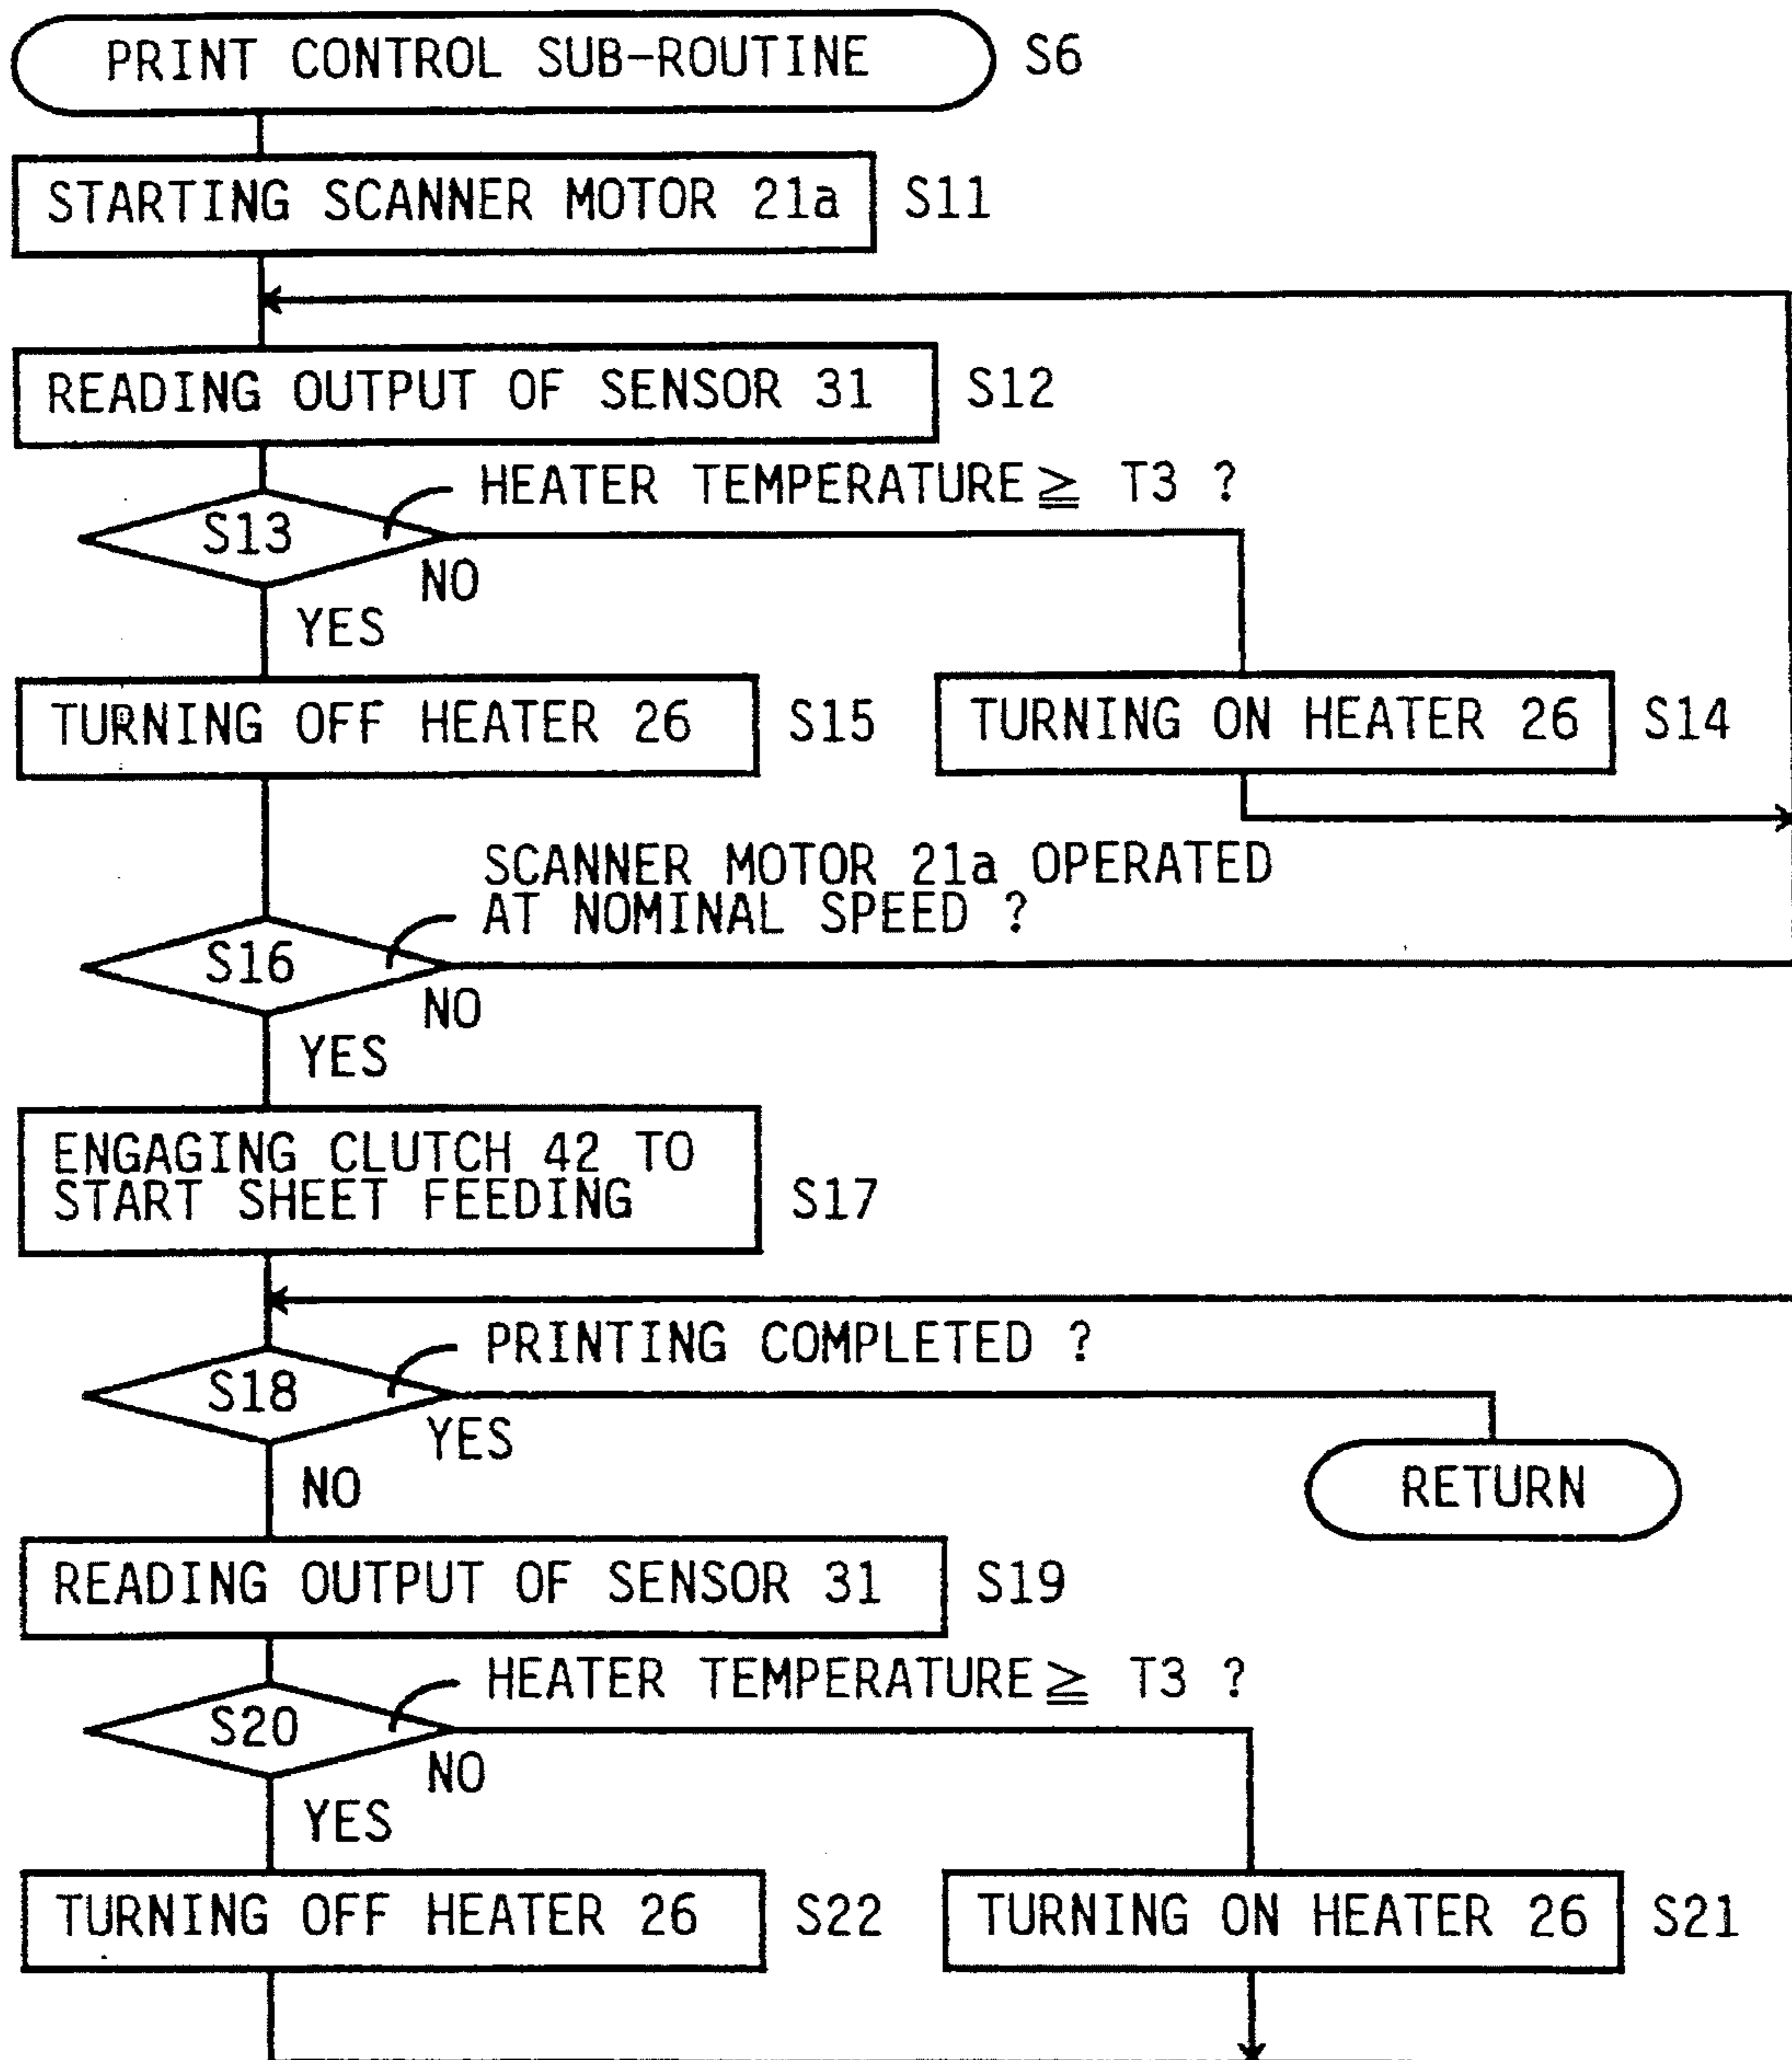 PRINT CONTROL SUB-ROUTINE S6
STARTING SCANNER MOTOR 21a S11
READING OUTPUT OF SENSOR 31 S12
HEATER TEMPERATURE ≧ T3 ?
S13
NO
YES
TURNING OFF HEATER 26 S15 TURNING ON HEATER 26 S14
SCANNER MOTOR 21a OPERATED
AT NOMINAL SPEED ?
S16
NO
YES
ENGAGING CLUTCH 42 TO
START SHEET FEEDING S17
PRINTING COMPLETED ?
S18
YES
NO
RETURN
READING OUTPUT OF SENSOR 31 S19
HEATER TEMPERATURE ≧ T3 ?
S20
NO
YES
TURNING OFF HEATER 26 S22 TURNING ON HEATER 26 S21